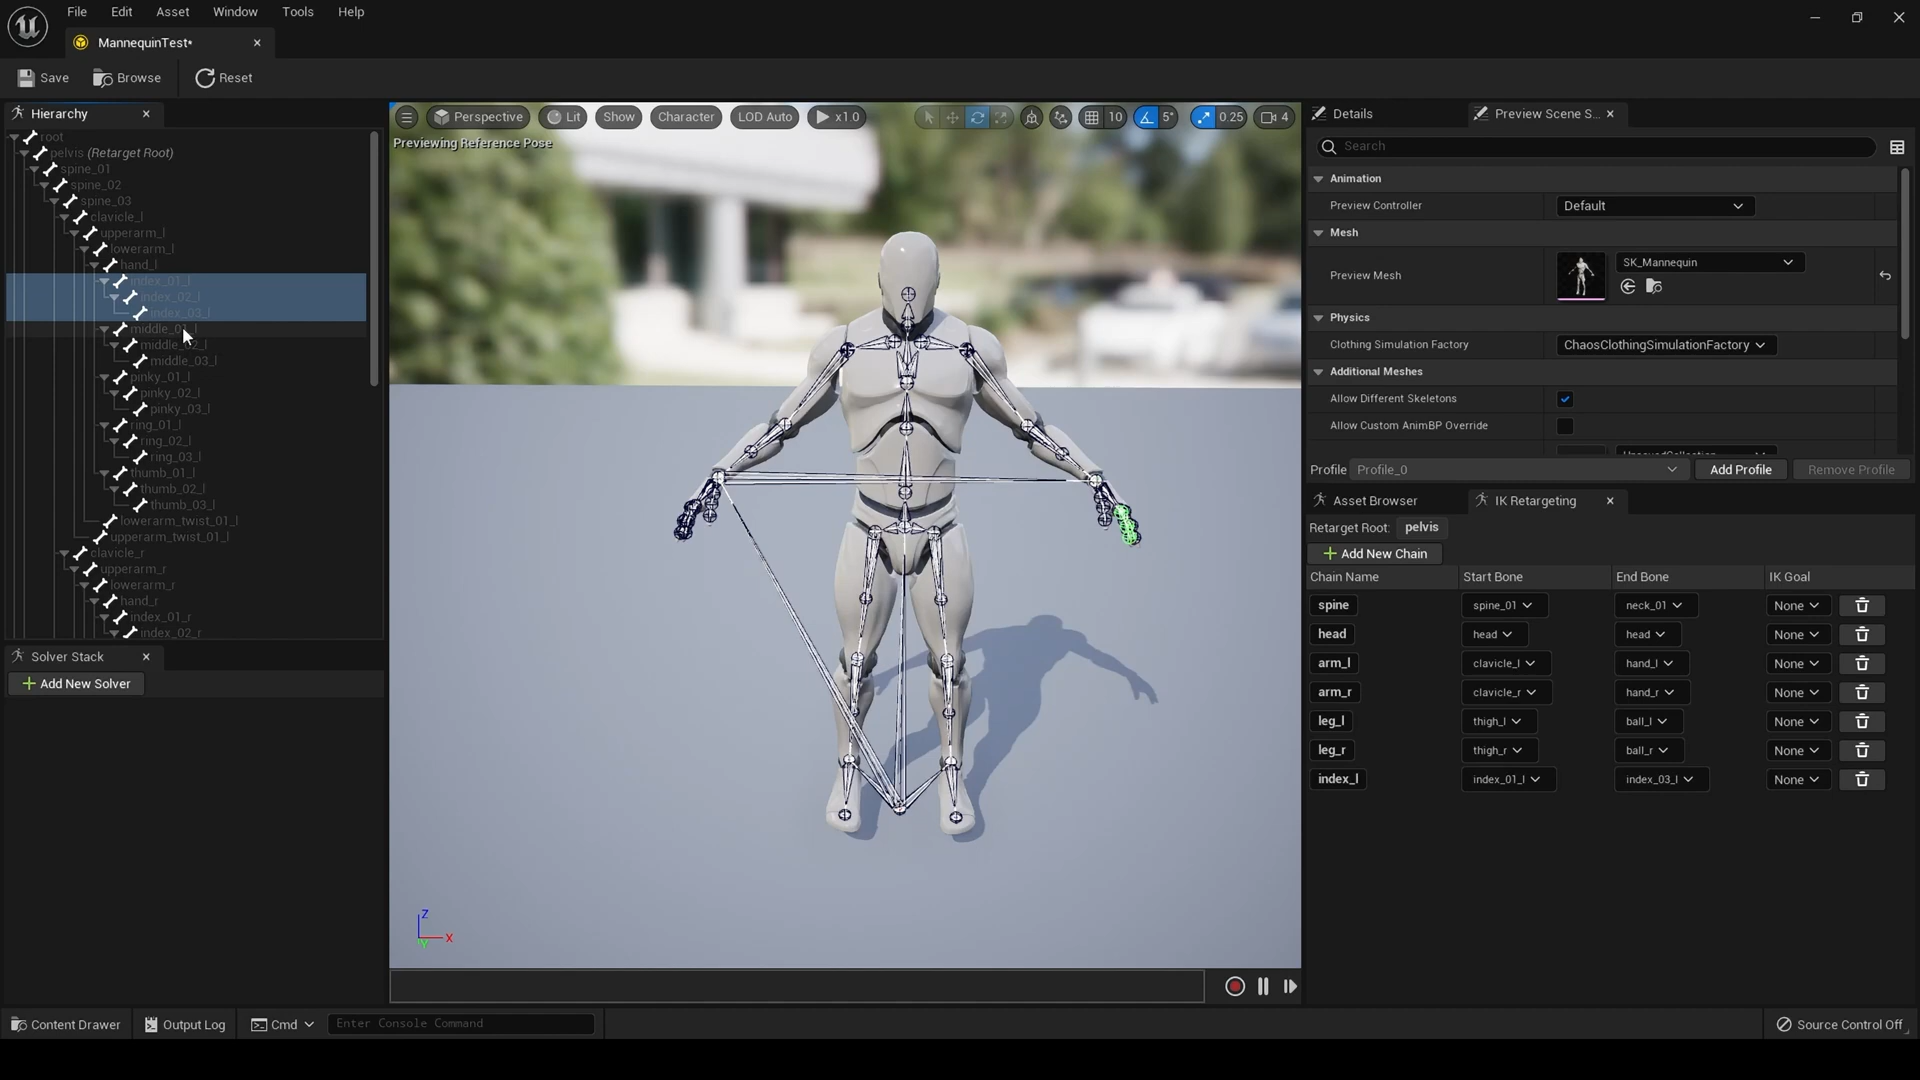 File Edit Asset Window Tools Help
MannequinTest*
Save Browse Reset
Hierarchy
root
pelvis (Retarget Root)
spine_01
spine_02
spine_03
clavicle_l
upperarm_l
lowerarm_l
hand_l
index_01_l
index_02_l
index_03_l
middle_01_l
middle_02_l
middle_03_l
pinky_01_l
pinky_02_l
pinky_03_l
ring_01_l
ring_02_l
ring_03_l
thumb_01_l
thumb_02_l
thumb_03_l
lowerarm_twist_01_l
upperarm_twist_01_l
clavicle_r
upperarm_r
lowerarm_r
hand_r
index_01_r
index_02_r
Solver Stack
Add New Solver
Perspective Lit Show Character LOD Auto x1.0 10 5° 0.25 4
Previewing Reference Pose
Z
X
Y
Details Preview Scene S...
Search
Animation
Preview Controller Default
Mesh
Preview Mesh SK_Mannequin
Physics
Clothing Simulation Factory ChaosClothingSimulationFactory
Additional Meshes
Allow Different Skeletons
Allow Custom AnimBP Override
Profile Profile_0 Add Profile Remove Profile
Asset Browser IK Retargeting
Retarget Root: pelvis
Add New Chain
Chain Name Start Bone End Bone IK Goal
spine spine_01 neck_01 None
head head head None
arm_l clavicle_l hand_l None
arm_r clavicle_r hand_r None
leg_l thigh_l ball_l None
leg_r thigh_r ball_r None
index_l index_01_l index_03_l None
Content Drawer Output Log Cmd Enter Console Command Source Control Off